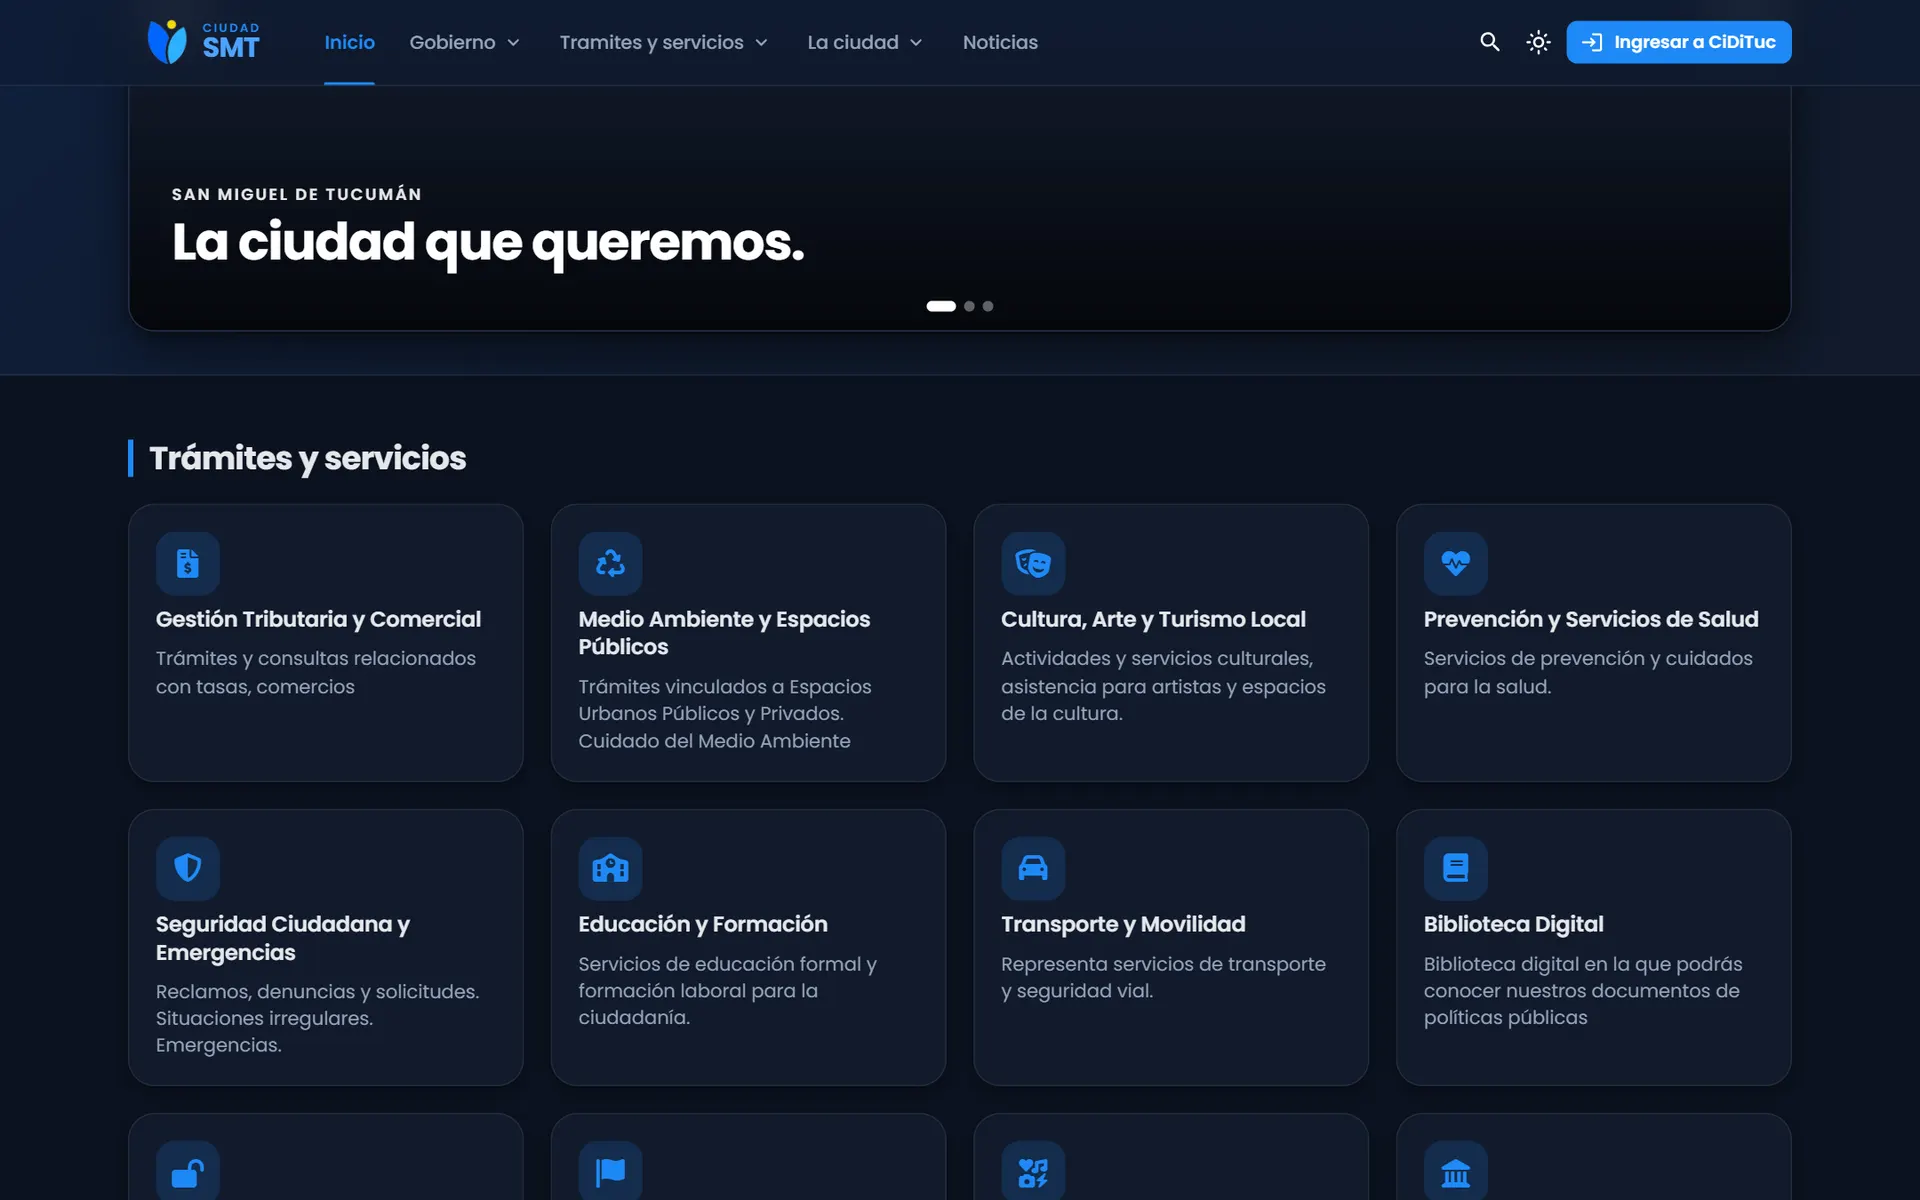 CIUDAD
SMT
Inicio
Gobierno
Tramites y servicios
La ciudad
Noticias
Ingresar a CiDiTuc
SAN MIGUEL DE TUCUMÁN
La ciudad que queremos.
Trámites y servicios
Gestión Tributaria y Comercial
Trámites y consultas relacionados
con tasas, comercios
Medio Ambiente y Espacios
Públicos
Trámites vinculados a Espacios
Urbanos Públicos y Privados.
Cuidado del Medio Ambiente
Cultura, Arte y Turismo Local
Actividades y servicios culturales,
asistencia para artistas y espacios
de la cultura.
Prevención y Servicios de Salud
Servicios de prevención y cuidados
para la salud.
Seguridad Ciudadana y
Emergencias
Reclamos, denuncias y solicitudes.
Situaciones irregulares.
Emergencias.
Educación y Formación
Servicios de educación formal y
formación laboral para la
ciudadanía.
Transporte y Movilidad
Representa servicios de transporte
y seguridad vial.
Biblioteca Digital
Biblioteca digital en la que podrás
conocer nuestros documentos de
políticas públicas